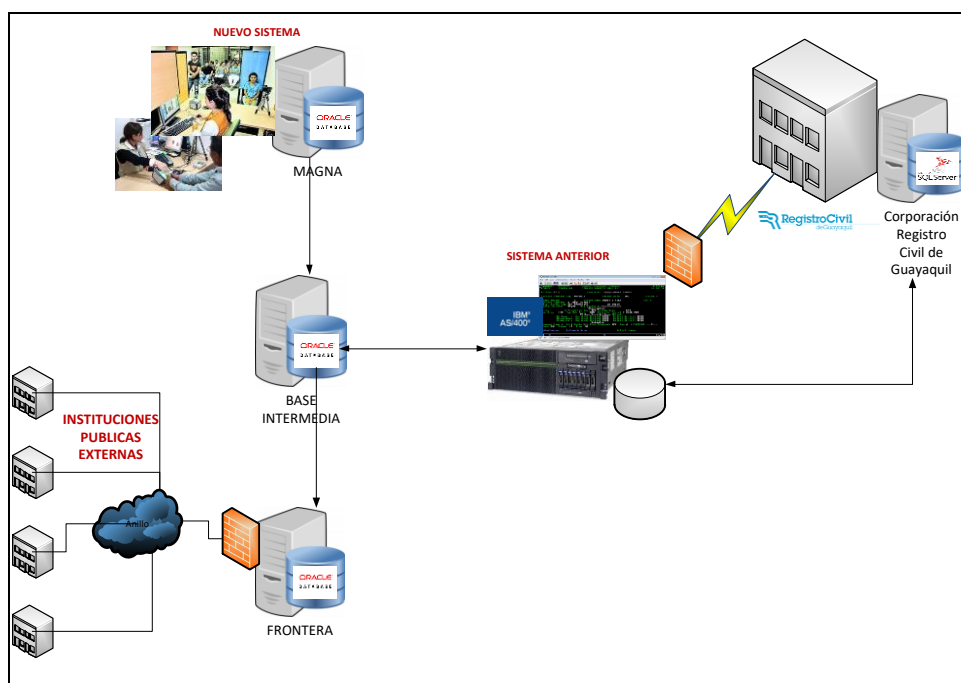 NUEVO SISTEMA
ORACLE
DATABASE
MAGNA
SQLServer
RegistroCivil
de Guayaquil
Corporación
Registro
Civil de
Guayaquil
SISTEMA ANTERIOR
IBM
AS/400
ORACLE
DATABASE
BASE
INTERMEDIA
INSTITUCIONES
PUBLICAS
EXTERNAS
Anillo
ORACLE
DATABASE
FRONTERA